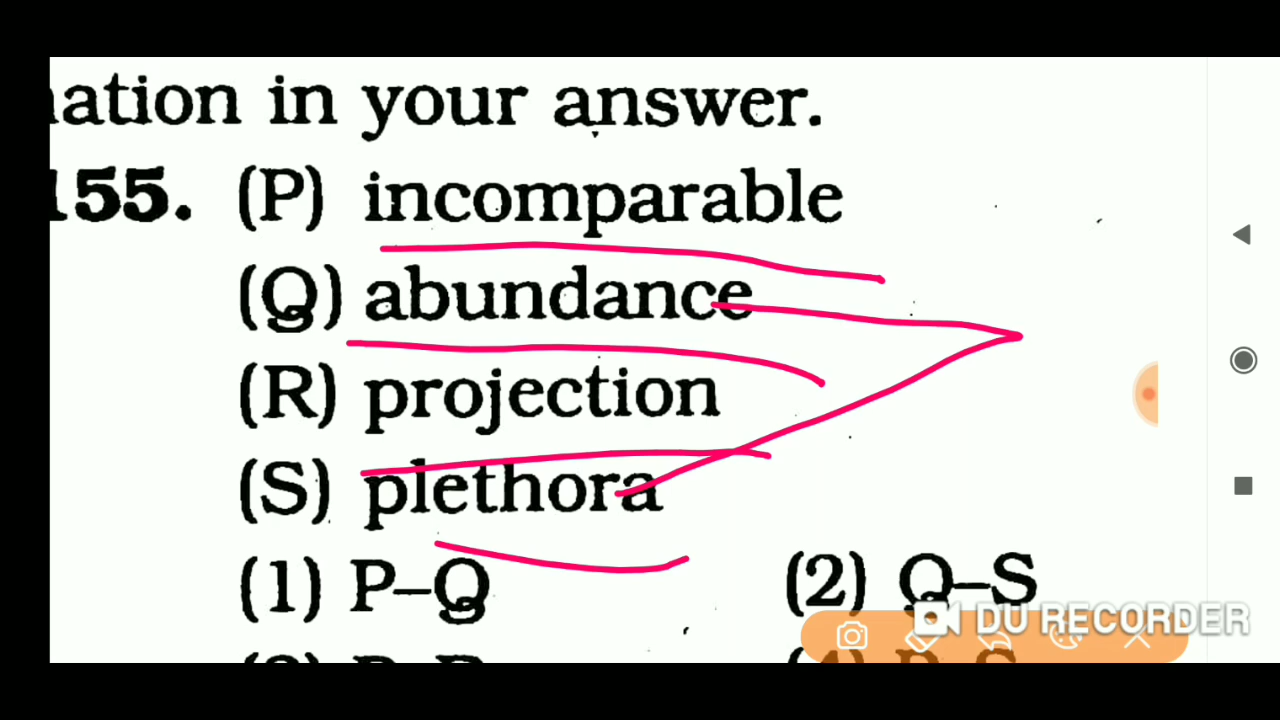 ation in your answer.
155. (P) incomparable
(Q) abundance
(R) projection
(S) plethora
(1) P–Q (2) Q–S
DU RECORDER